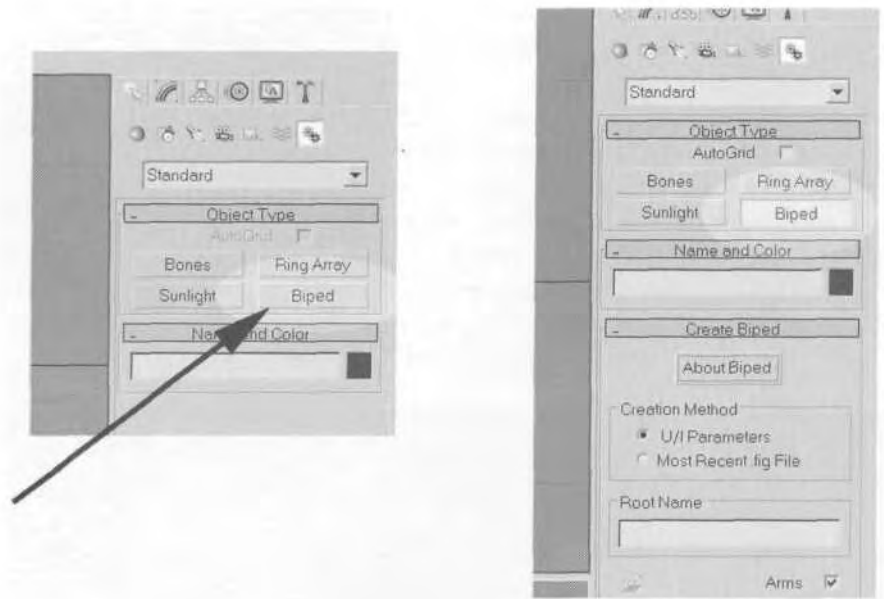 Standard
Object Type
AutoGrid
Bones Ring Array
Sunlight Biped
Name and Color
Standard
Object Type
AutoGrid
Bones Ring Array
Sunlight Biped
Name and Color
Create Biped
About Biped
Creation Method
U/I Parameters
Most Recent .fig File
Root Name
Arms